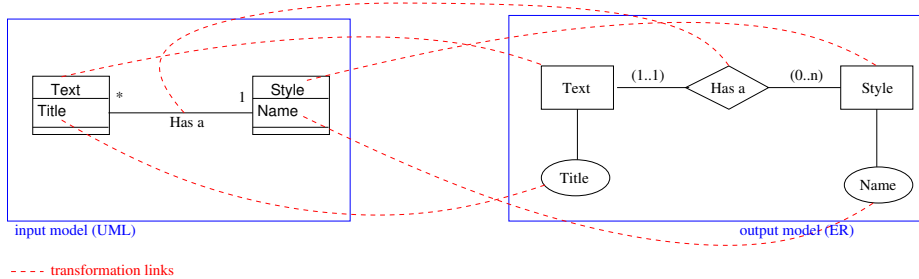 Text
Title
*
1
Has a
Style
Name
input model (UML)
Text
(1..1)
Has a
(0..n)
Style
Title
Name
output model (ER)
transformation links